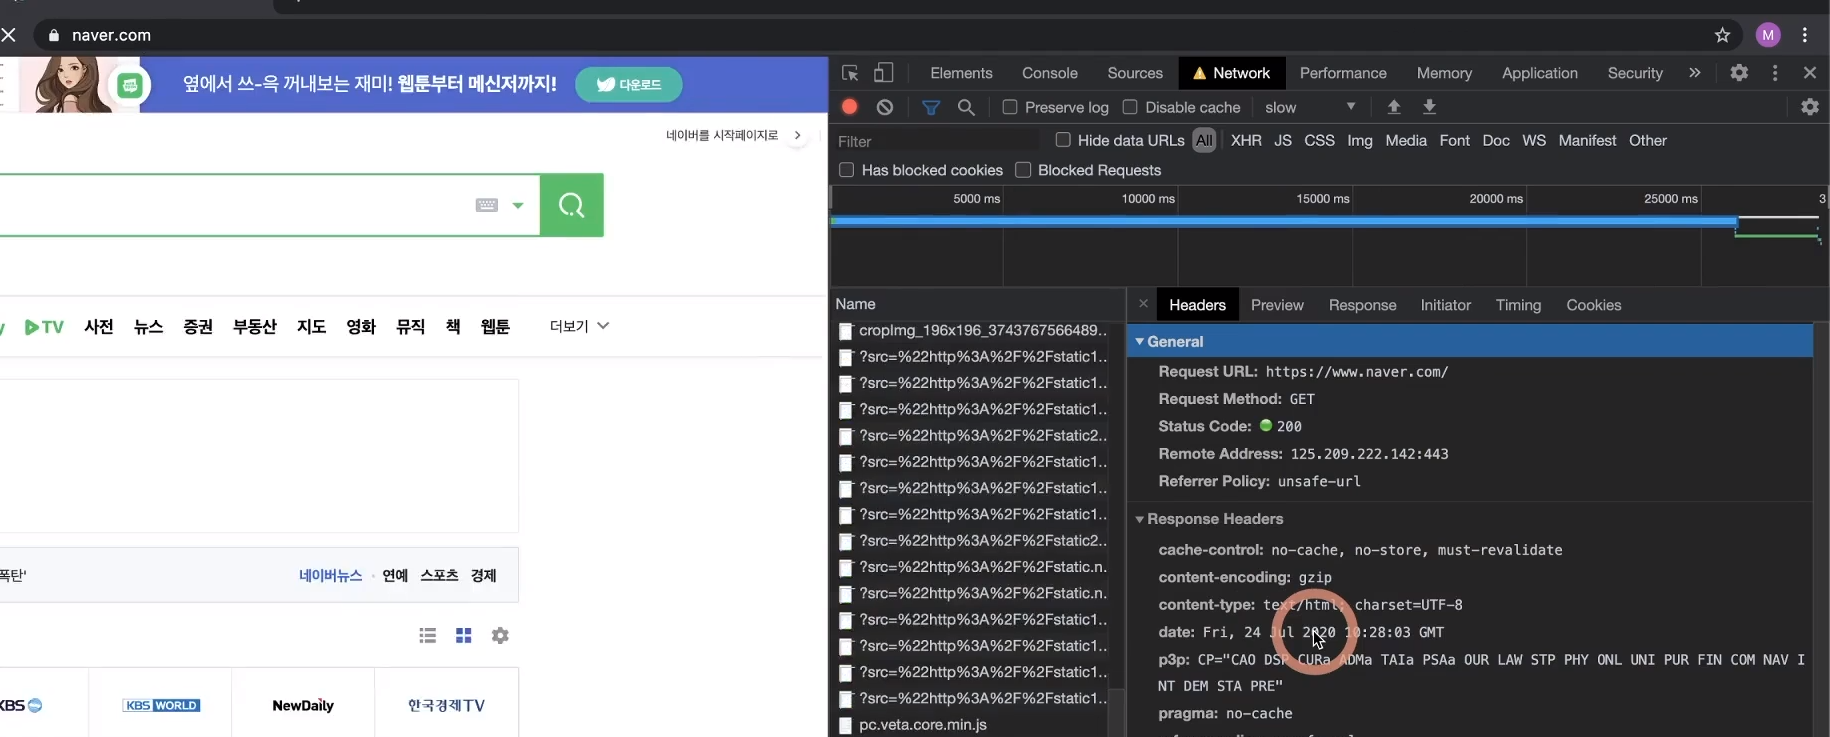 naver.com
M
옆에서 쓰-윽 꺼내보는 재미! 웹툰부터 메신저까지!
다운로드
네이버를 시작페이지로
TV
사전
뉴스
증권
부동산
지도
영화
뮤직
책
웹툰
더보기
폭탄'
네이버뉴스
연예
스포츠
경제
KBS
KBS WORLD
NewDaily
한국경제TV
Elements
Console
Sources
Network
Performance
Memory
Application
Security
Preserve log
Disable cache
slow
Filter
Hide data URLs
All
XHR
JS
CSS
Img
Media
Font
Doc
WS
Manifest
Other
Has blocked cookies
Blocked Requests
5000 ms
10000 ms
15000 ms
20000 ms
25000 ms
3
Name
cropImg_196x196_3743767566489..
?src=%22http%3A%2F%2Fstatic1..
?src=%22http%3A%2F%2Fstatic1..
?src=%22http%3A%2F%2Fstatic1..
?src=%22http%3A%2F%2Fstatic2..
?src=%22http%3A%2F%2Fstatic1..
?src=%22http%3A%2F%2Fstatic1..
?src=%22http%3A%2F%2Fstatic1..
?src=%22http%3A%2F%2Fstatic2..
?src=%22http%3A%2F%2Fstatic.n..
?src=%22http%3A%2F%2Fstatic.n..
?src=%22http%3A%2F%2Fstatic1..
?src=%22http%3A%2F%2Fstatic1..
?src=%22http%3A%2F%2Fstatic1..
?src=%22http%3A%2F%2Fstatic1..
pc.veta.core.min.js
Headers
Preview
Response
Initiator
Timing
Cookies
General
Request URL: https://www.naver.com/
Request Method: GET
Status Code: 200
Remote Address: 125.209.222.142:443
Referrer Policy: unsafe-url
Response Headers
cache-control: no-cache, no-store, must-revalidate
content-encoding: gzip
content-type: text/html; charset=UTF-8
date: Fri, 24 Jul 2020 10:28:03 GMT
p3p: CP="CAO DSP CURa ADMa TAIa PSAa OUR LAW STP PHY ONL UNI PUR FIN COM NAV I
NT DEM STA PRE"
pragma: no-cache